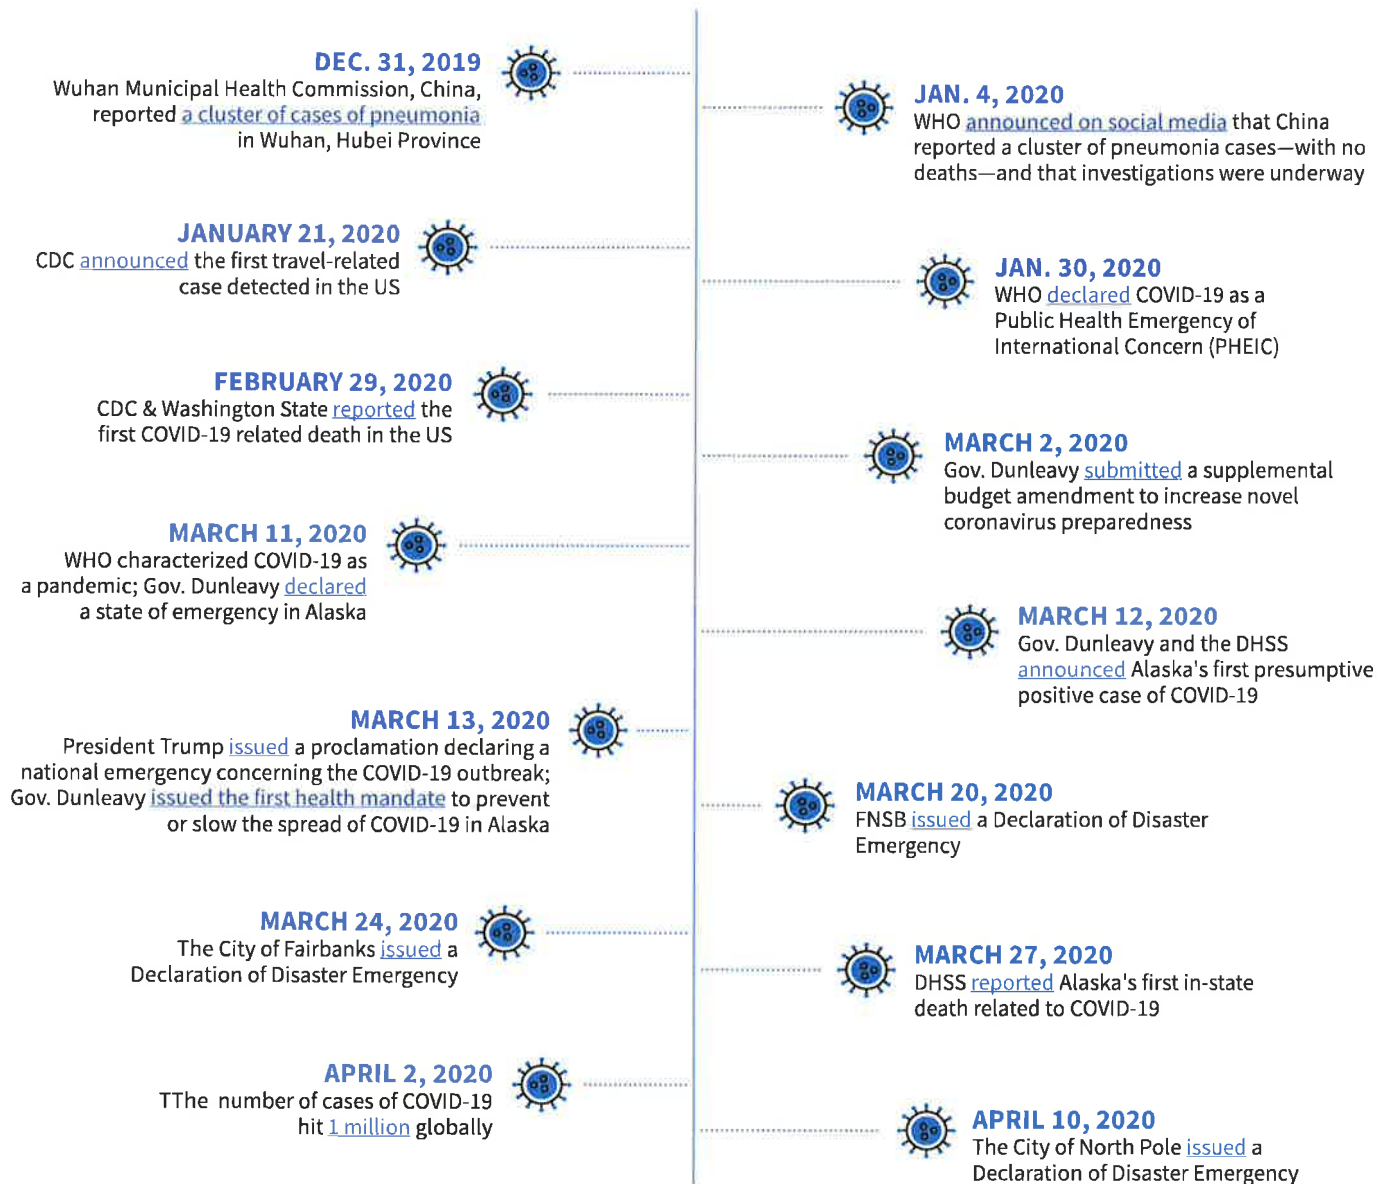 DEC. 31, 2019
Wuhan Municipal Health Commission, China,
reported a cluster of cases of pneumonia
in Wuhan, Hubei Province
JAN. 4, 2020
WHO announced on social media that China
reported a cluster of pneumonia cases—with no
deaths—and that investigations were underway
JANUARY 21, 2020
CDC announced the first travel-related
case detected in the US
JAN. 30, 2020
WHO declared COVID-19 as a
Public Health Emergency of
International Concern (PHEIC)
FEBRUARY 29, 2020
CDC & Washington State reported the
first COVID-19 related death in the US
MARCH 2, 2020
Gov. Dunleavy submitted a supplemental
budget amendment to increase novel
coronavirus preparedness
MARCH 11, 2020
WHO characterized COVID-19 as
a pandemic; Gov. Dunleavy declared
a state of emergency in Alaska
MARCH 12, 2020
Gov. Dunleavy and the DHSS
announced Alaska's first presumptive
positive case of COVID-19
MARCH 13, 2020
President Trump issued a proclamation declaring a
national emergency concerning the COVID-19 outbreak;
Gov. Dunleavy issued the first health mandate to prevent
or slow the spread of COVID-19 in Alaska
MARCH 20, 2020
FNSB issued a Declaration of Disaster
Emergency
MARCH 24, 2020
The City of Fairbanks issued a
Declaration of Disaster Emergency
MARCH 27, 2020
DHSS reported Alaska's first in-state
death related to COVID-19
APRIL 2, 2020
TThe number of cases of COVID-19
hit 1 million globally
APRIL 10, 2020
The City of North Pole issued a
Declaration of Disaster Emergency